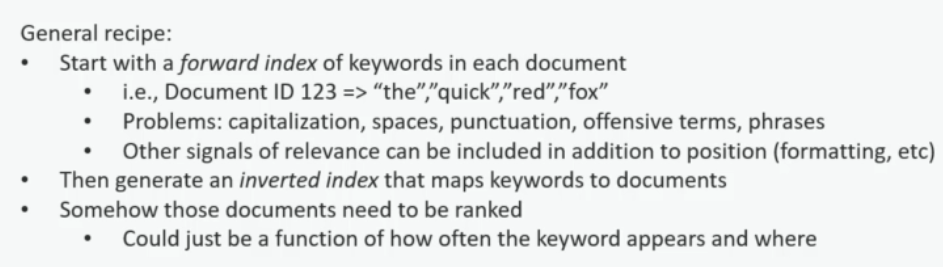 General recipe:
• Start with a forward index of keywords in each document
• i.e., Document ID 123 => “the”,”quick”,”red”,”fox”
• Problems: capitalization, spaces, punctuation, offensive terms, phrases
• Other signals of relevance can be included in addition to position (formatting, etc)
• Then generate an inverted index that maps keywords to documents
• Somehow those documents need to be ranked
• Could just be a function of how often the keyword appears and where